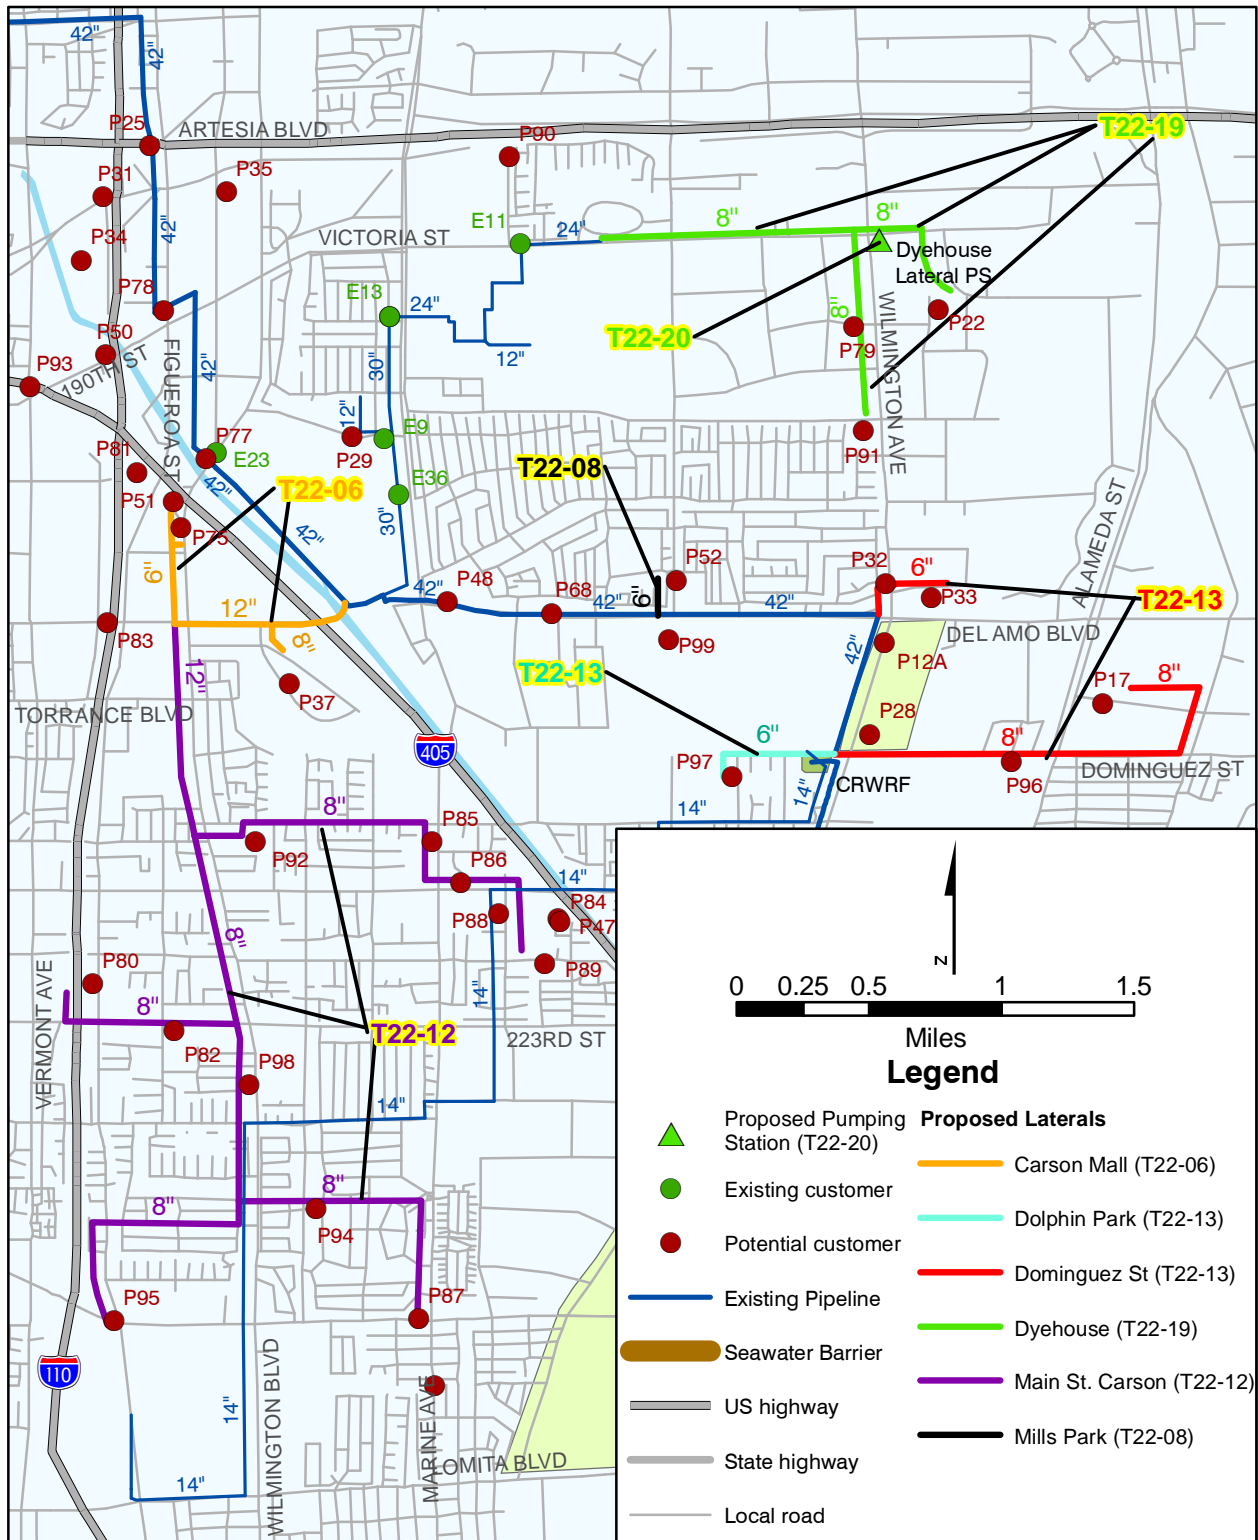 42"
42"
P25
ARTESIA BLVD
P90
T22-19
P31
P35
P34
42"
VICTORIA ST
E11
24"
8"
8"
Dyehouse
Lateral PS
P78
E13
24"
12"
T22-20
8"
P79
WILMINGTON AVE
P22
P50
P93
190TH ST
FIGUEROA ST
42"
30"
12"
P29
E9
P77
E23
P81
P51
42"
T22-06
E36
T22-08
P91
ALAMEDA ST
P75
6"
42"
30"
P52
P32
6"
P33
T22-13
12"
8"
42"
P48
P68
42"
6"
42"
P83
P99
42"
DEL AMO BLVD
P12A
12"
P37
T22-13
P17
8"
TORRANCE BLVD
405
P28
6"
8"
P97
P96
DOMINGUEZ ST
14"
CRWRF
14"
8"
P92
P85
P86
14"
P84
P47
P88
P89
8"
P80
VERMONT AVE
8"
P82
14"
T22-12
223RD ST
P98
14"
8"
8"
P94
P95
P87
110
14"
WILMINGTON BLVD
MARINE AVE
LOMITA BLVD
14"
z
0 0.25 0.5 1 1.5
Miles
Legend
Proposed Pumping
Station (T22-20)
Existing customer
Potential customer
Existing Pipeline
Seawater Barrier
US highway
State highway
Local road
Proposed Laterals
Carson Mall (T22-06)
Dolphin Park (T22-13)
Dominguez St (T22-13)
Dyehouse (T22-19)
Main St. Carson (T22-12)
Mills Park (T22-08)